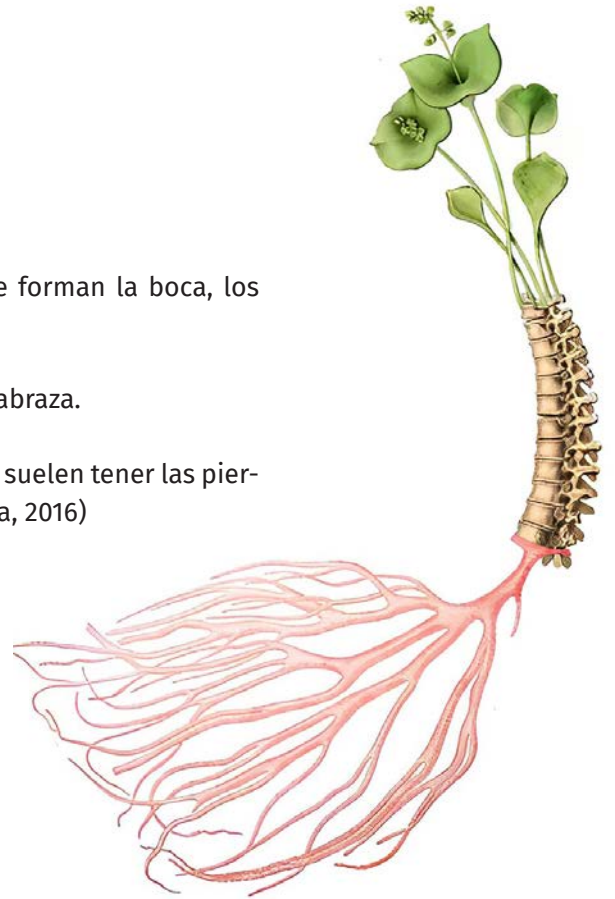 forman la boca, los
abraza.
suelen tener las pier-
2016)